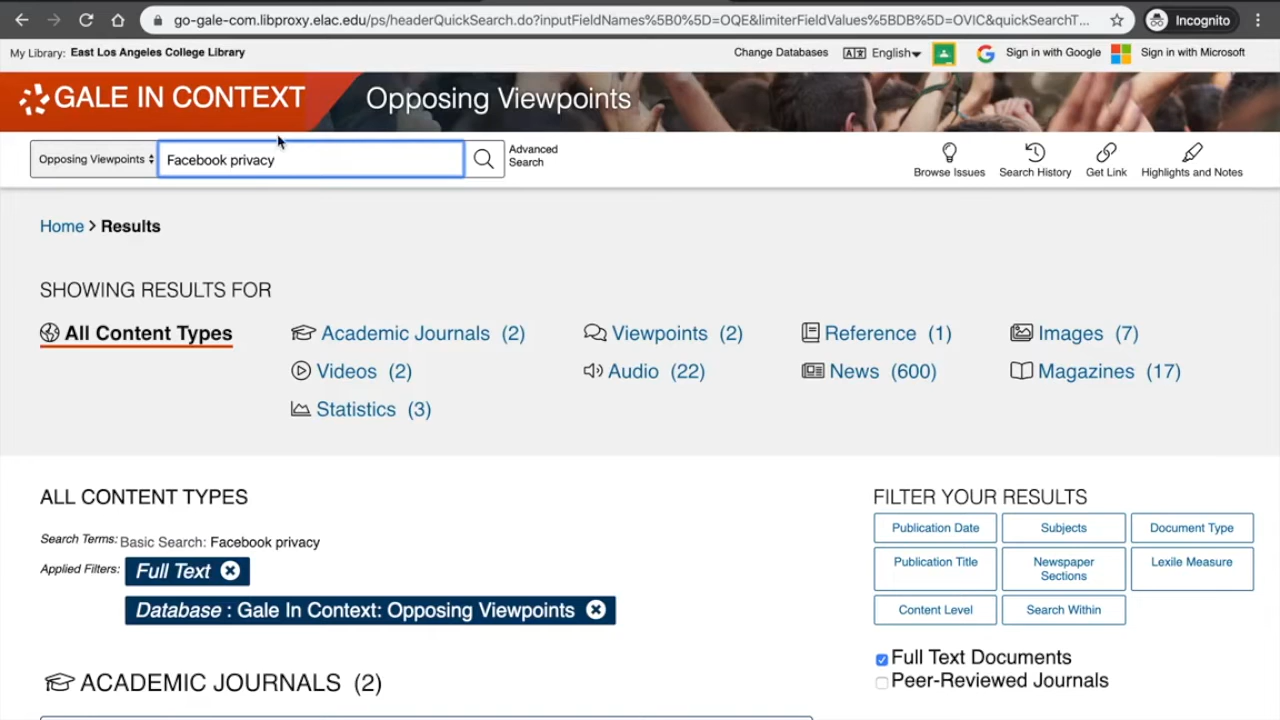 go-gale-com.libproxy.elac.edu/ps/headerQuickSearch.do?inputFieldNames%5B0%5D=OQE&limiterFieldValues%5BDB%5D=OVIC&quickSearchT... Incognito
My Library: East Los Angeles College Library Change Databases English Sign in with Google Sign in with Microsoft
GALE IN CONTEXT Opposing Viewpoints
Opposing Viewpoints Facebook privacy Advanced Search
Browse Issues Search History Get Link Highlights and Notes
Home > Results
SHOWING RESULTS FOR
All Content Types Academic Journals (2) Viewpoints (2) Reference (1) Images (7)
Videos (2) Audio (22) News (600) Magazines (17)
Statistics (3)
ALL CONTENT TYPES
Search Terms: Basic Search: Facebook privacy
Applied Filters: Full Text
Database : Gale In Context: Opposing Viewpoints
FILTER YOUR RESULTS
Publication Date Subjects Document Type
Publication Title Newspaper Sections Lexile Measure
Content Level Search Within
Full Text Documents
Peer-Reviewed Journals
ACADEMIC JOURNALS (2)